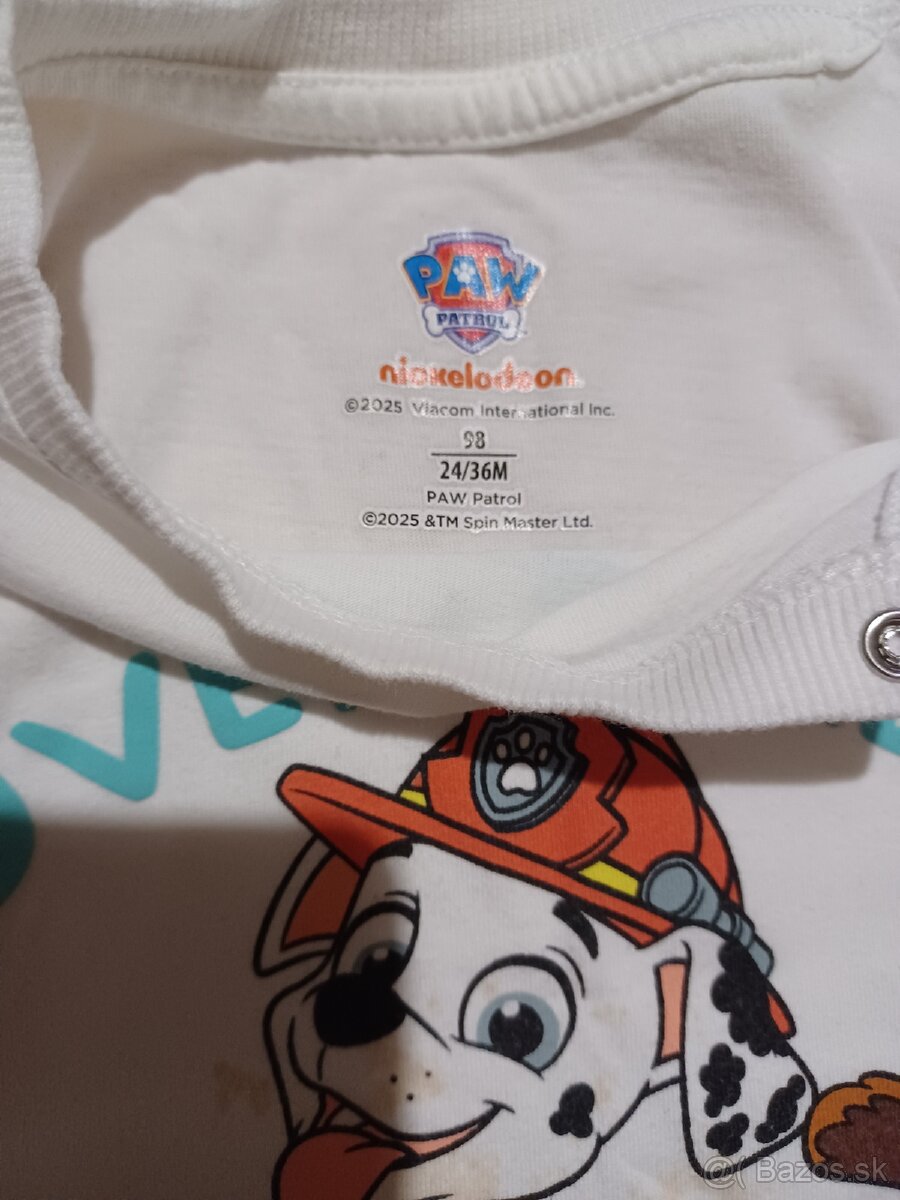 PAW
PATROL
nickelodeon
©2025 Viacom International Inc.
98
24/36M
PAW Patrol
©2025 &TM Spin Master Ltd.
OVE
@( Bazos.sk